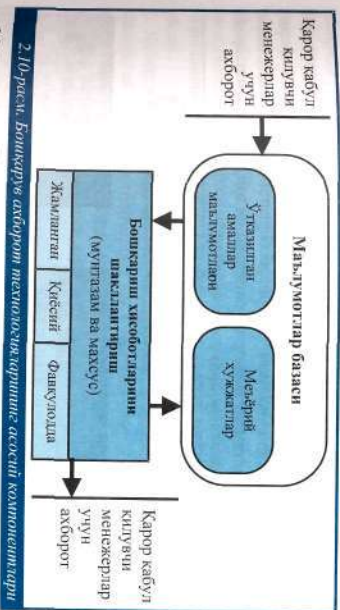 Қарор қабул
қилувчи
менежерлар
учун
ахборот
Маълумотлар базаси
Ўтказилган
амаллар
маълумотлари
Меъёрий
ҳужжатлар
Бошқариш ҳисоботларини
шакллантириш
(мунтазам ва махсус)
Жамланган
Қиёсий
Фавқулодда
Қарор қабул
қилувчи
менежерлар
учун
ахборот
2.10-расм. Бошқарув ахборот технологияларининг асосий компонентлари